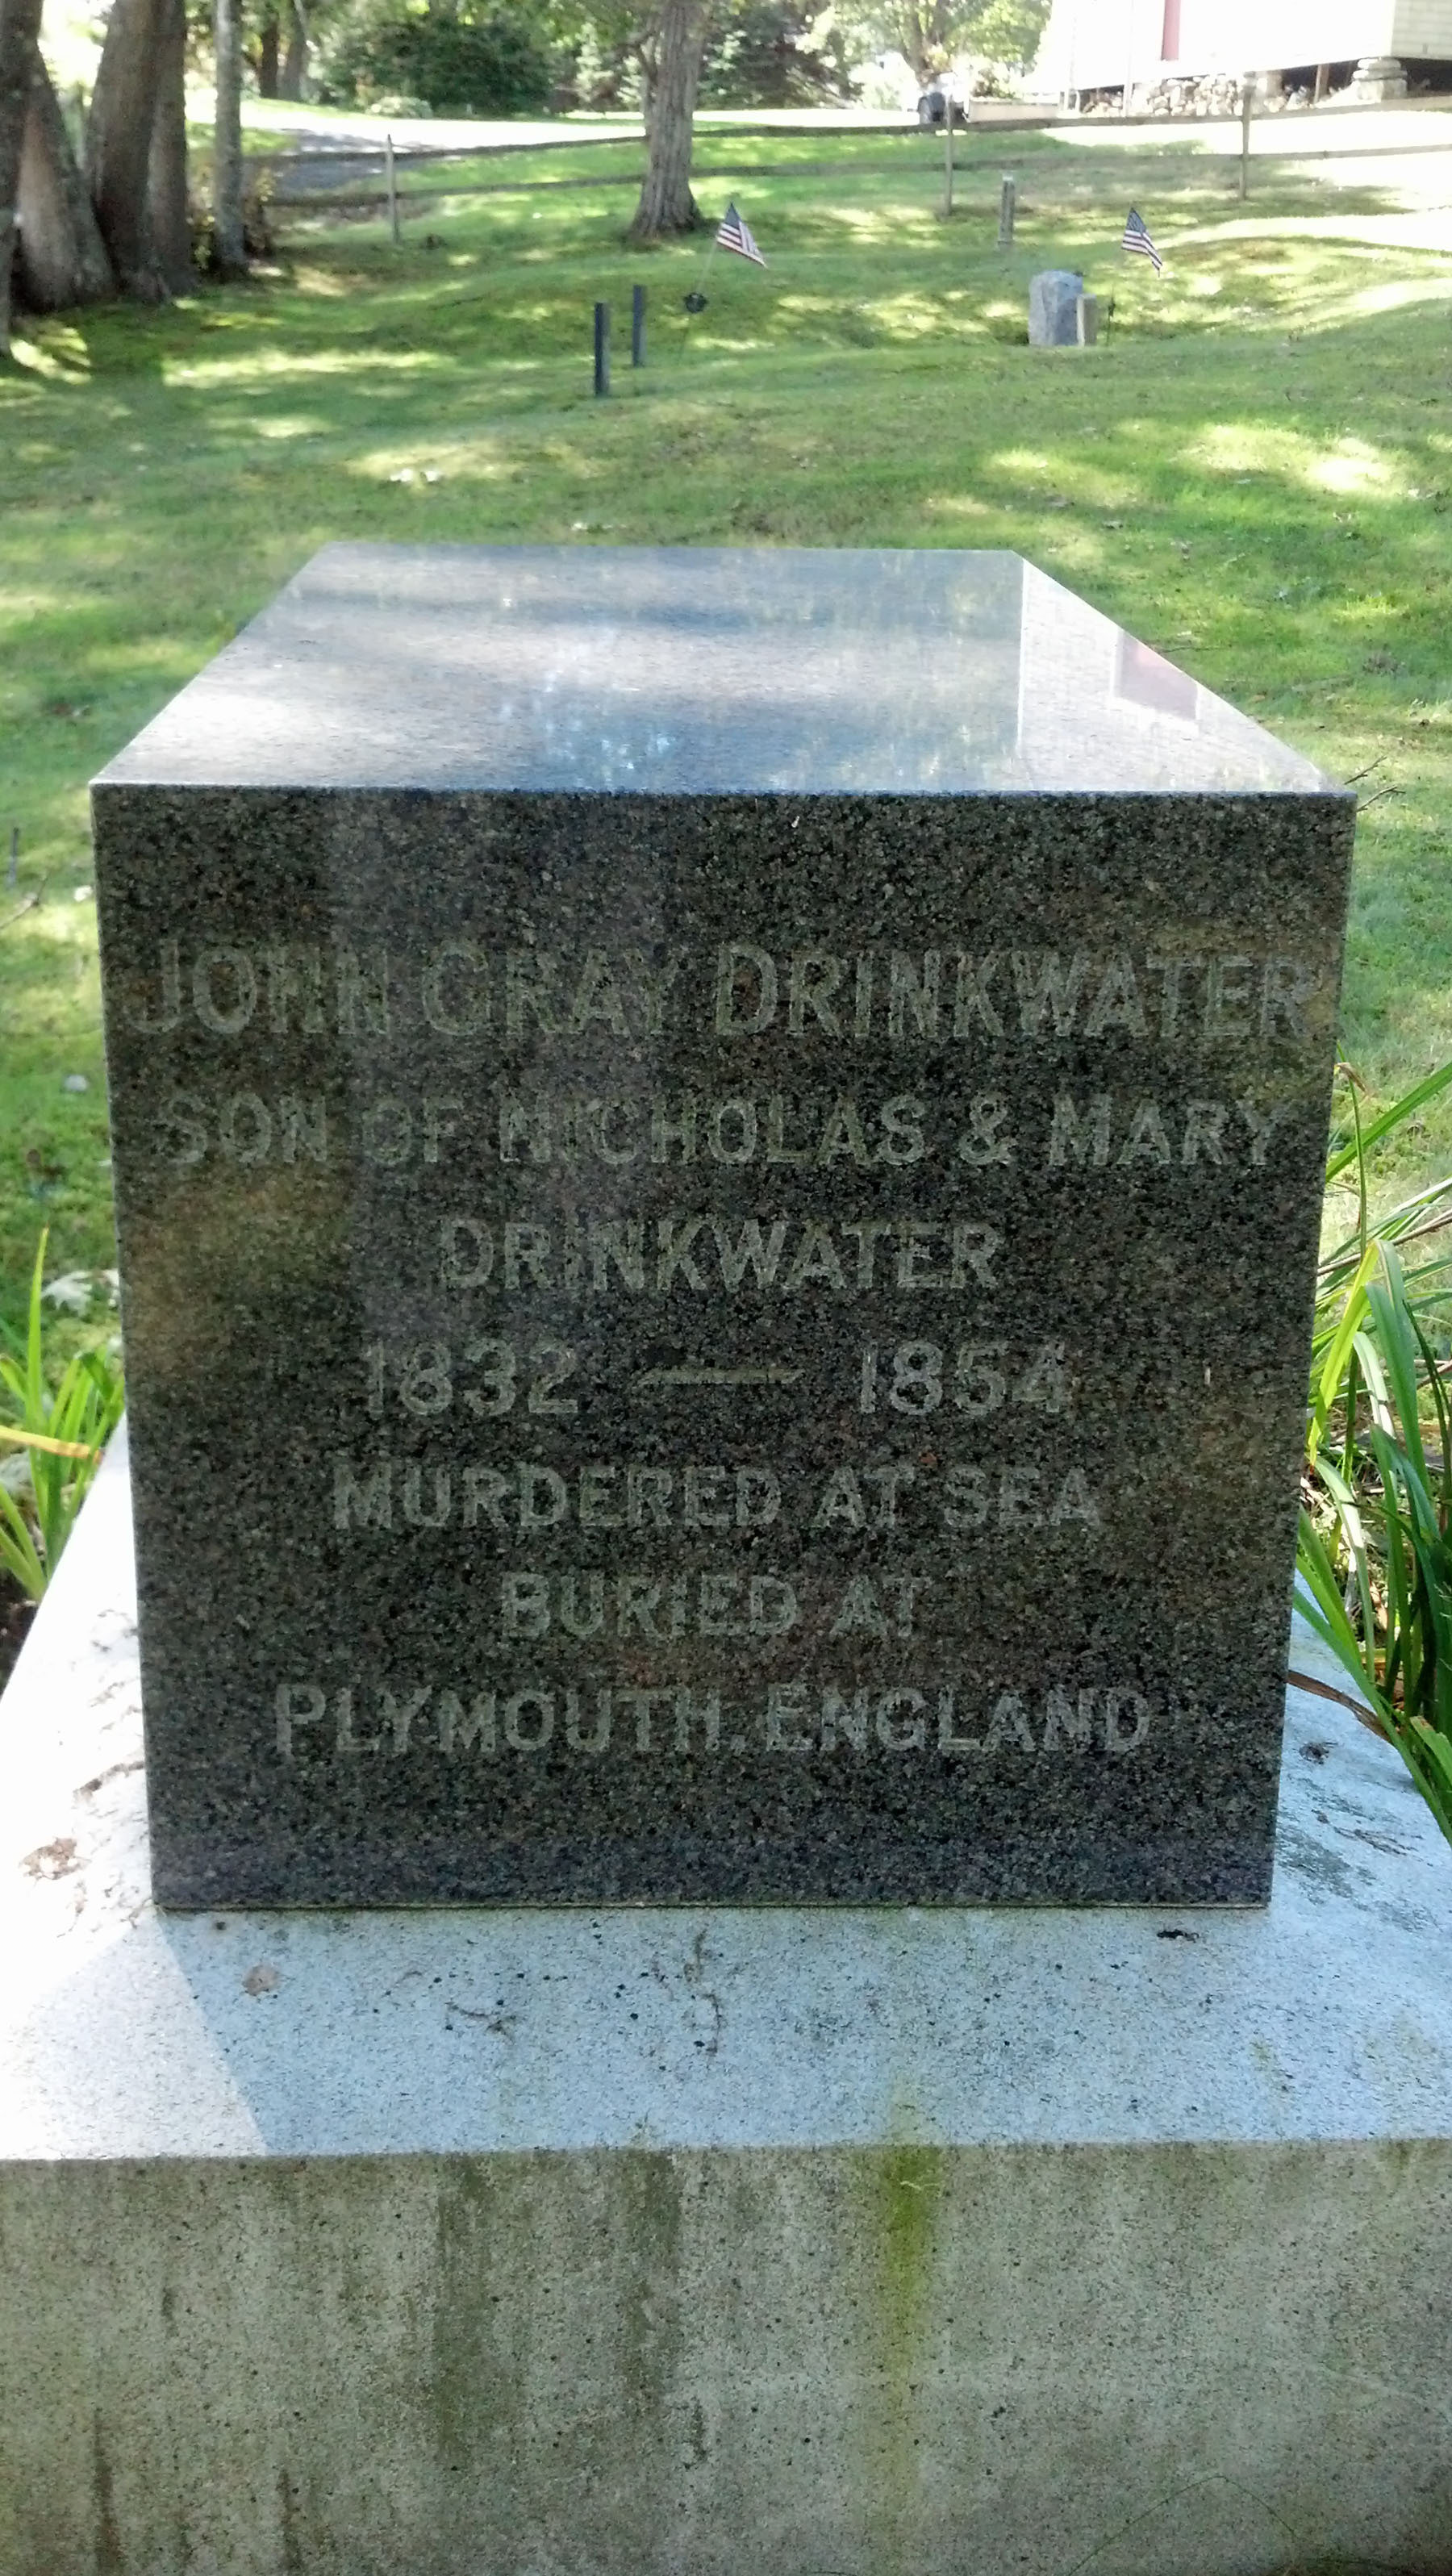 JOHN GRAY DRINKWATER
SON OF NICHOLAS & MARY
DRINKWATER
1832 — 1854
MURDERED AT SEA
BURIED AT
PLYMOUTH, ENGLAND